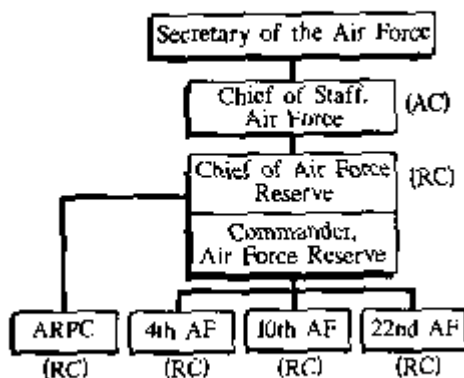 Secretary of the Air Force
Chief of Staff,
Air Force
(AC)
Chief of Air Force
Reserve
(RC)
Commander,
Air Force Reserve
ARPC
4th AF
10th AF
22nd AF
(RC)
(RC)
(RC)
(RC)